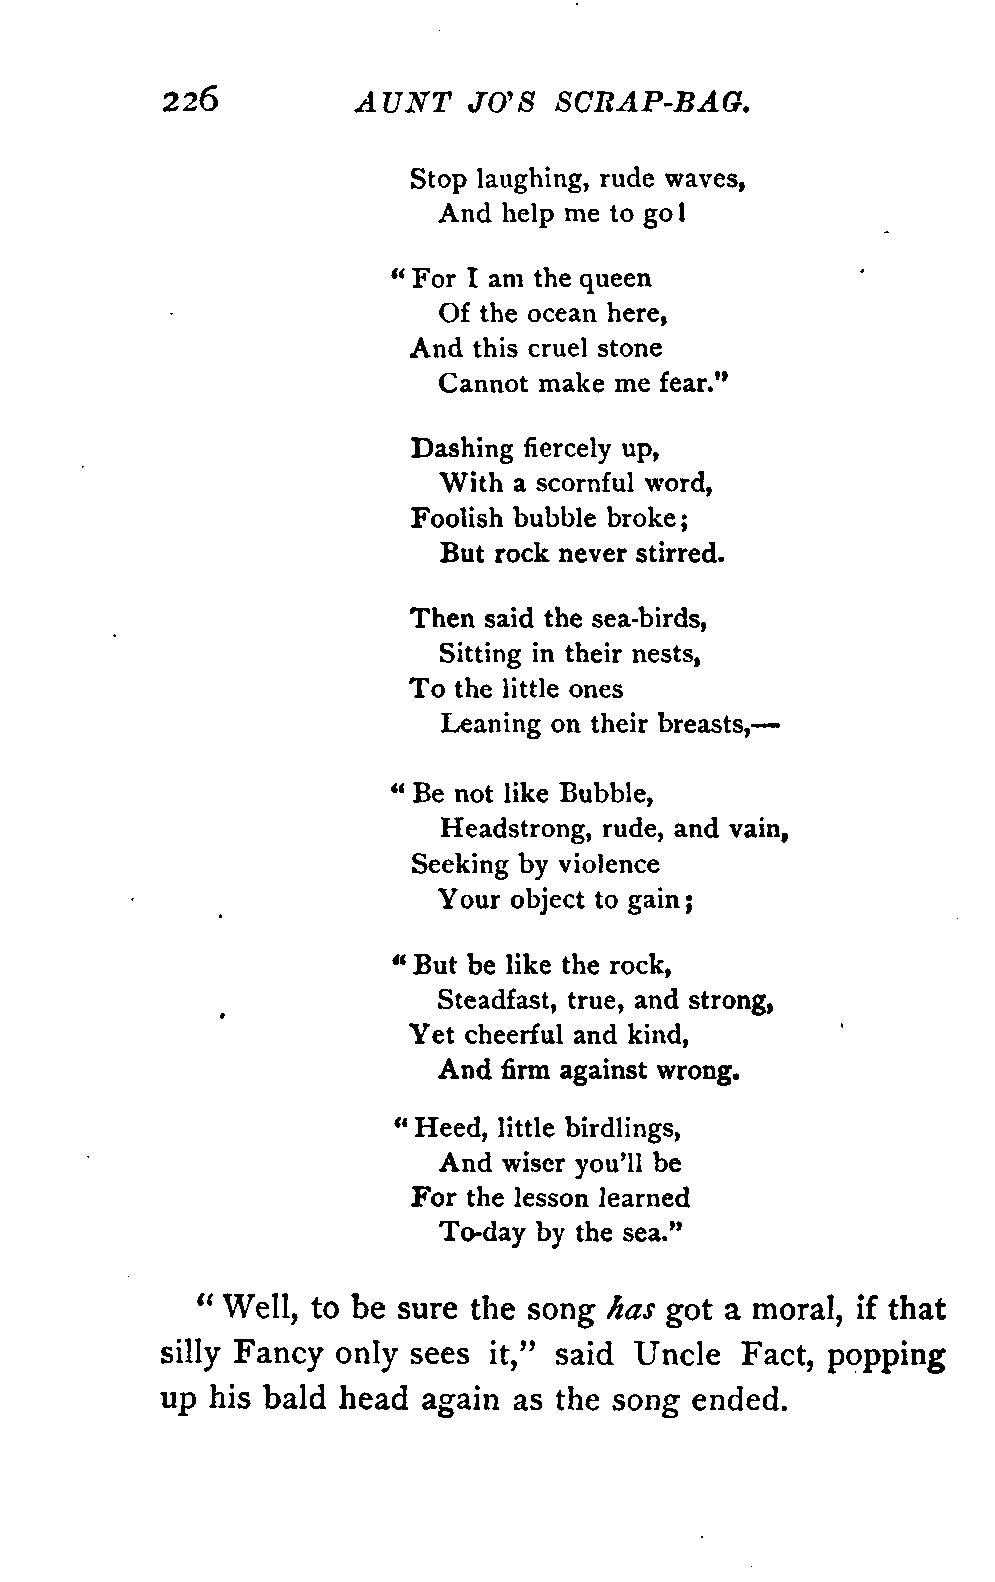 226 AUNT JO'S SCRAP-BAG.
Stop laughing, rude waves,
And help me to go!
"For I am the queen
Of the ocean here,
And this cruel stone
Cannot make me fear."
Dashing fiercely up,
With a scornful word,
Foolish bubble broke;
But rock never stirred.
Then said the sea-birds,
Sitting in their nests,
To the little ones
Leaning on their breasts,—
"Be not like Bubble,
Headstrong, rude, and vain,
Seeking by violence
Your object to gain;
"But be like the rock,
Steadfast, true, and strong,
Yet cheerful and kind,
And firm against wrong.
"Heed, little birdlings,
And wiser you'll be
For the lesson learned
To-day by the sea."
"Well, to be sure the song has got a moral, if that
silly Fancy only sees it," said Uncle Fact, popping
up his bald head again as the song ended.